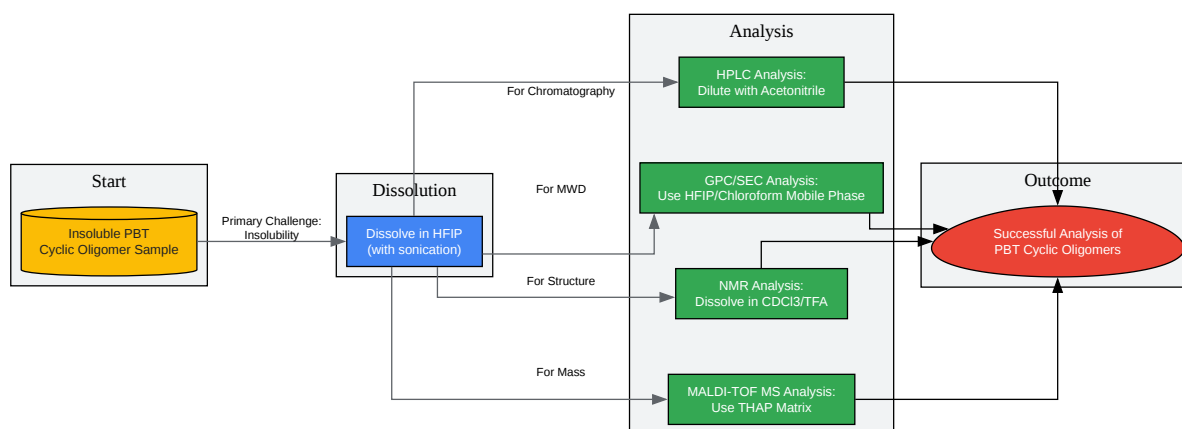 Start
Insoluble PBT
Cyclic Oligomer Sample
Primary Challenge:
Insolubility
Dissolution
Dissolve in HFIP
(with sonication)
For Chromatography
For MWD
For Structure
For Mass
Analysis
HPLC Analysis:
Dilute with Acetonitrile
GPC/SEC Analysis:
Use HFIP/Chloroform Mobile Phase
NMR Analysis:
Dissolve in CDCl3/TFA
MALDI-TOF MS Analysis:
Use THAP Matrix
Outcome
Successful Analysis of
PBT Cyclic Oligomers